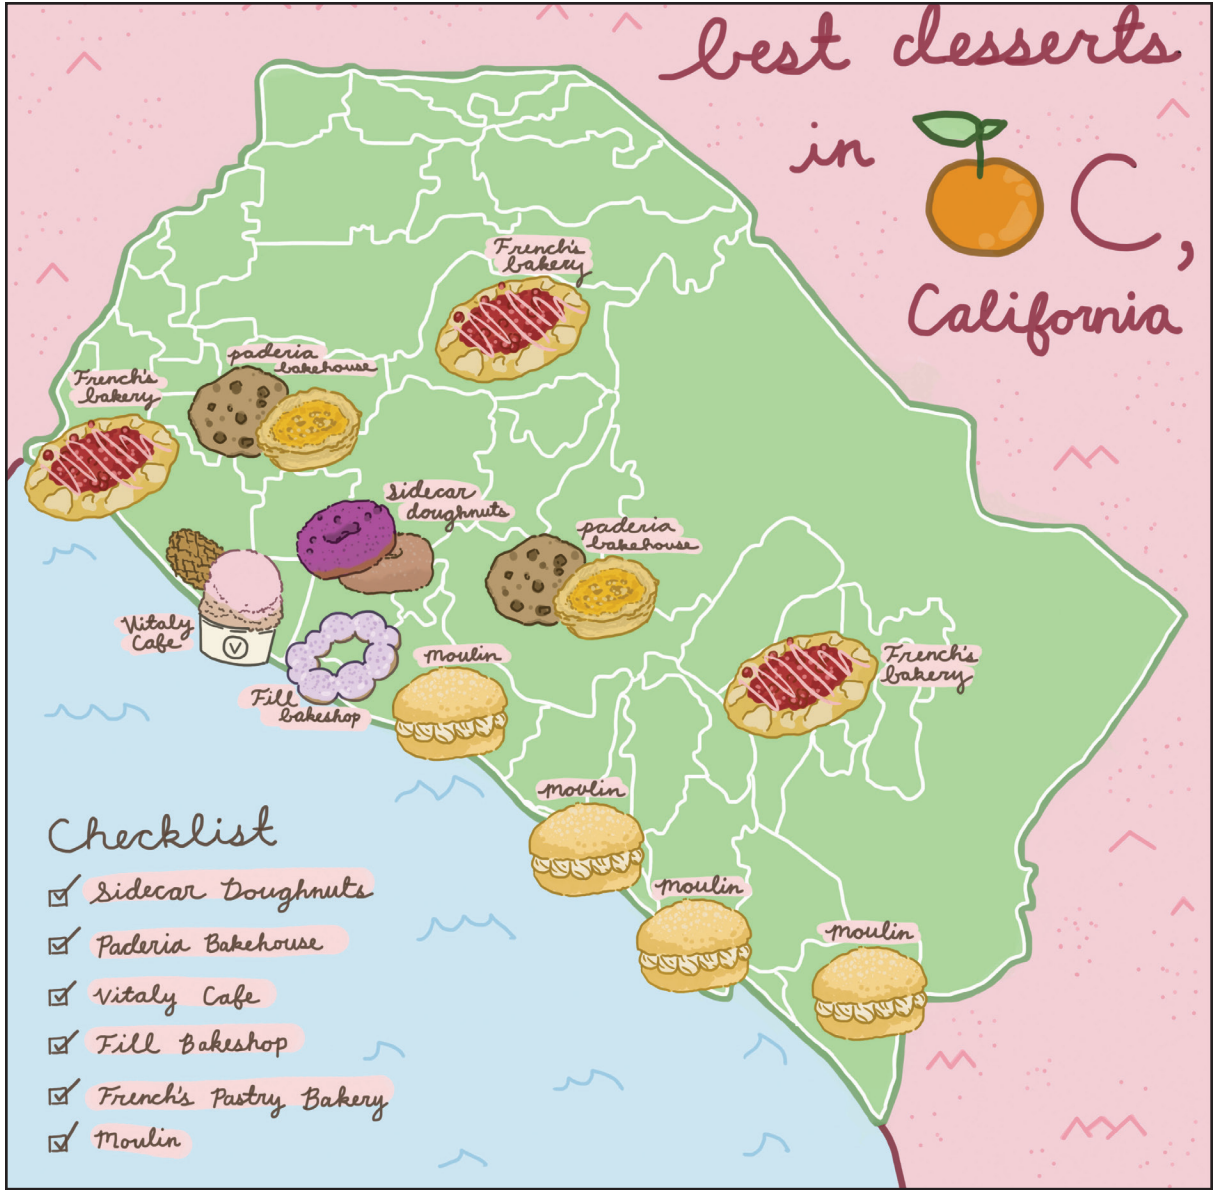 best desserts
in C,
California
French's
bakery
paderia
bakehouse
French's
bakery
sidecar
doughnuts
paderia
bakehouse
Vitaly
Cafe
V
Fill
bakeshop
moulin
French's
bakery
moulin
moulin
moulin
Checklist
Sidecar Doughnuts
Paderia Bakehouse
Vitaly Cafe
Fill Bakeshop
French's Pastry Bakery
Moulin